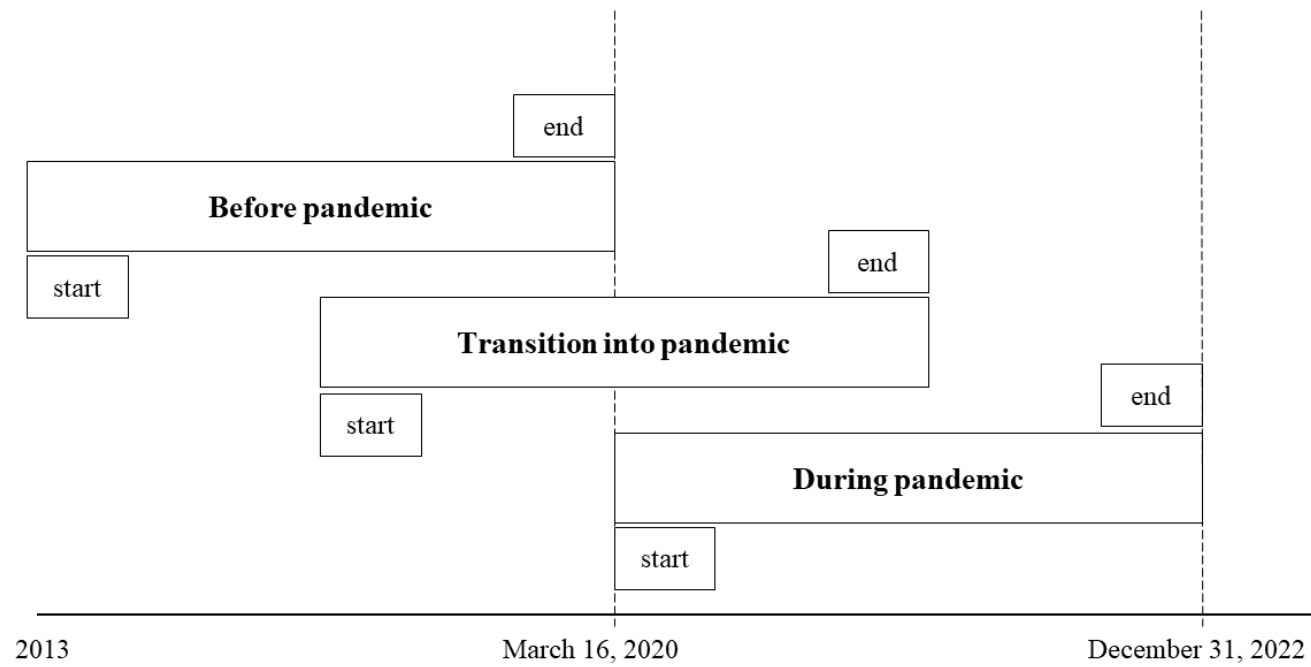 end
Before pandemic
start
end
Transition into pandemic
start
end
During pandemic
start
2013
March 16, 2020
December 31, 2022